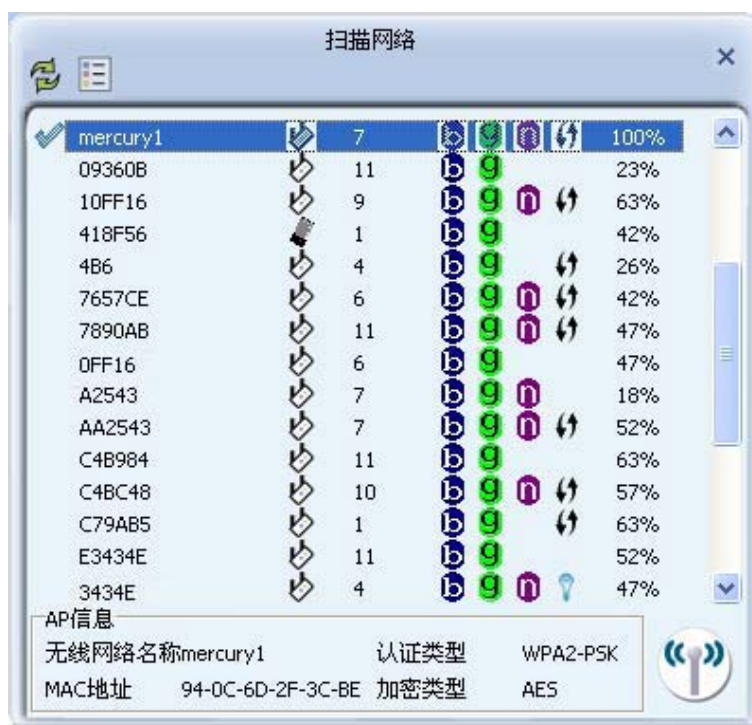 扫描网络
mercury1 7 b g n 100%
09360B 11 b g 23%
10FF16 9 b g n 63%
418F56 1 b g 42%
4B6 4 b g 26%
7657CE 6 b g n 42%
7890AB 11 b g n 47%
0FF16 6 b g 47%
A2543 7 b g n 18%
AA2543 7 b g n 52%
C4B984 11 b g 63%
C4BC48 10 b g n 57%
C79AB5 1 b g 63%
E3434E 11 b g 52%
3434E 4 b g n 47%
AP信息
无线网络名称mercury1 认证类型 WPA2-PSK
MAC地址 94-0C-6D-2F-3C-BE 加密类型 AES